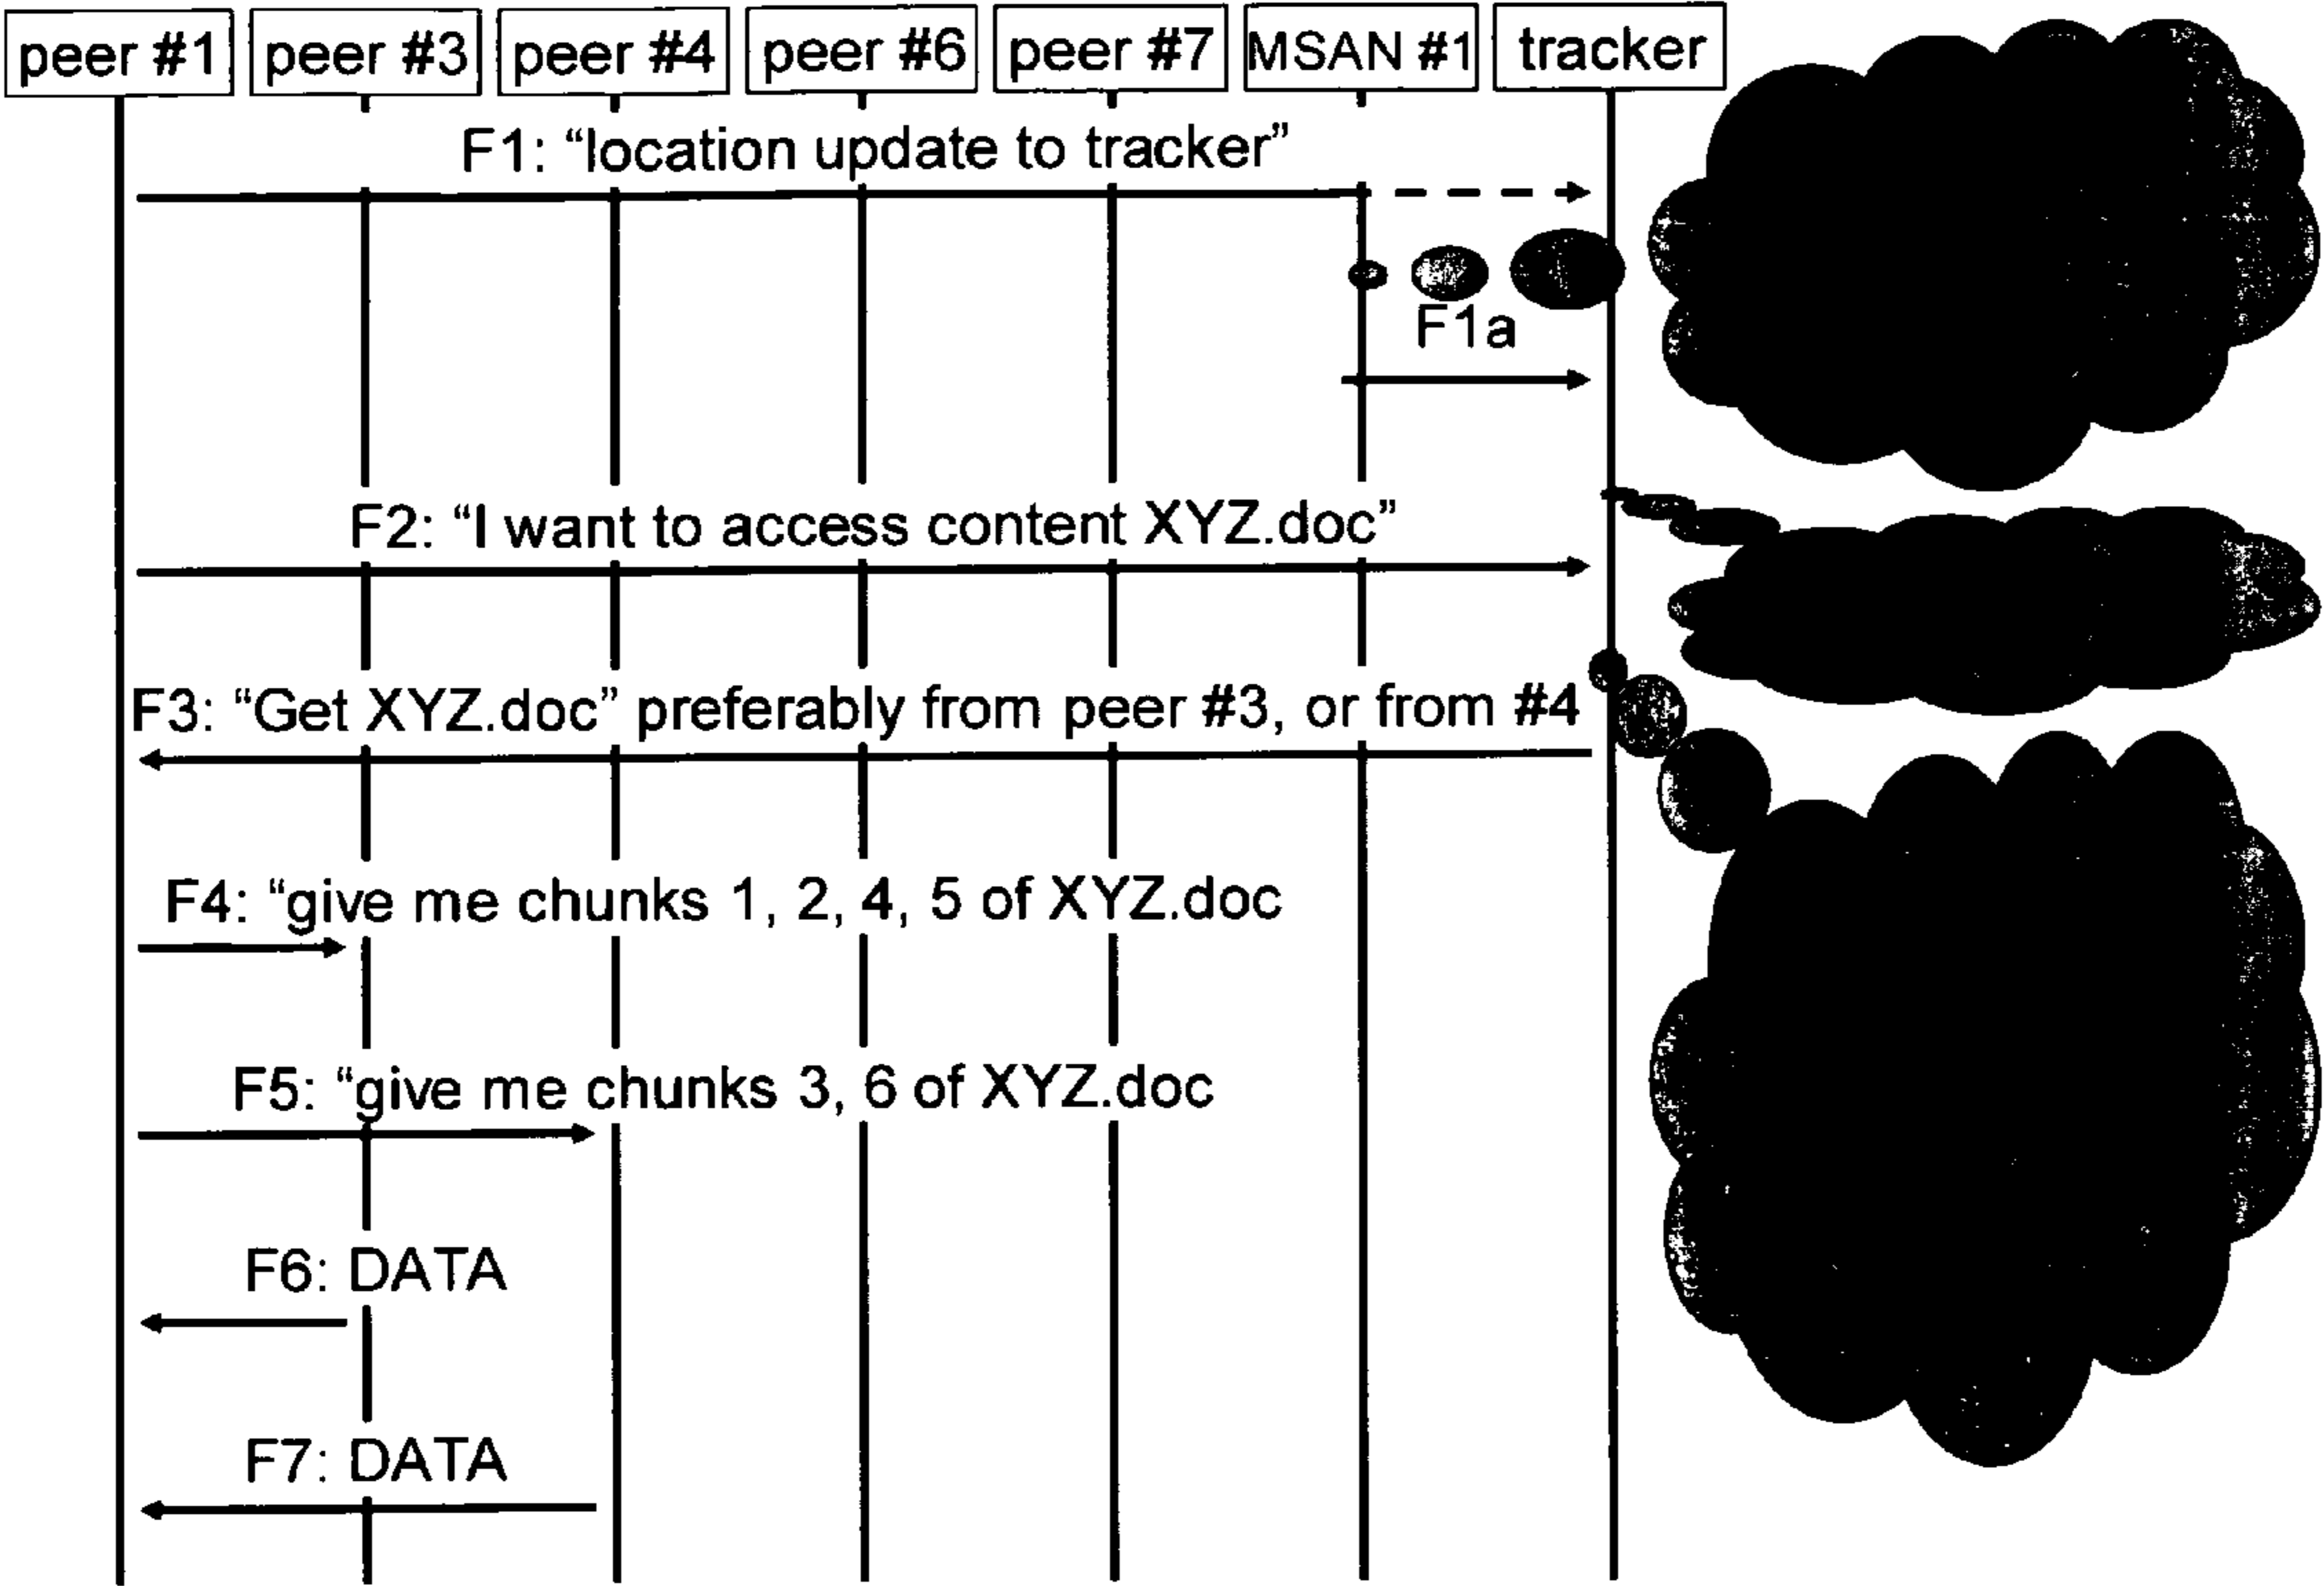 peer #1 peer #3 peer #4 peer #6 peer #7 MSAN #1 tracker
F1: “location update to tracker”
F1a
F2: “I want to access content XYZ.doc”
F3: “Get XYZ.doc” preferably from peer #3, or from #4
F4: “give me chunks 1, 2, 4, 5 of XYZ.doc
F5: “give me chunks 3, 6 of XYZ.doc
F6: DATA
F7: DATA